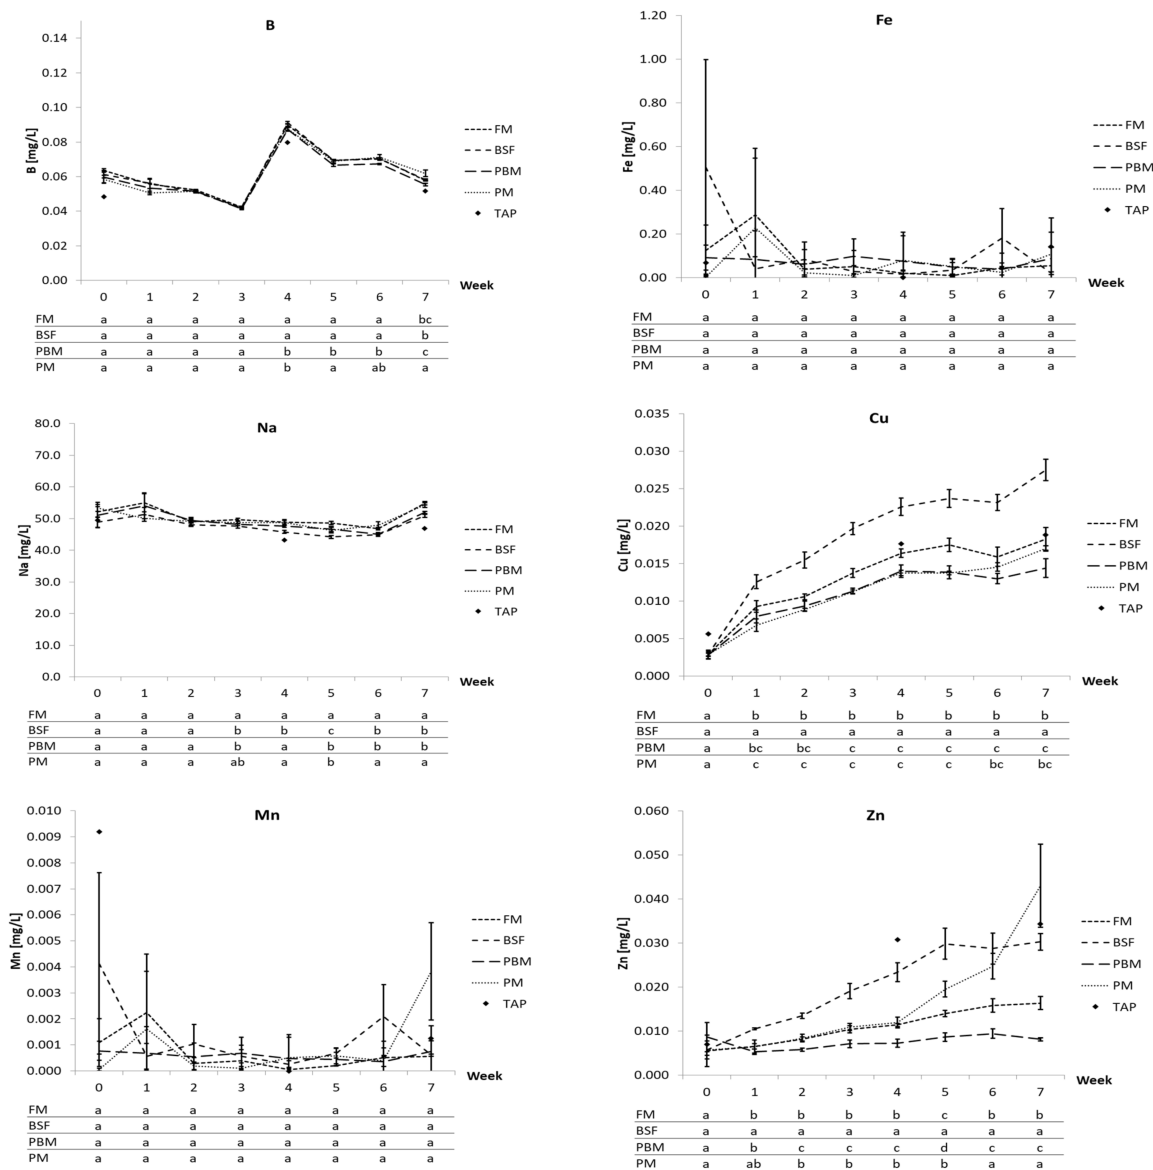 B
0.14
0.12
0.10
0.08
0.06
0.04
0.02
0.00
B [mg/L]
FM
BSF
PBM
PM
TAP
Week
0 1 2 3 4 5 6 7
FM a a a a a a a bc
BSF a a a a a a a b
PBM a a a a b b b c
PM a a a a b a ab a
Fe
1.20
1.00
0.80
0.60
0.40
0.20
0.00
Fe [mg/L]
FM
BSF
PBM
PM
TAP
Week
0 1 2 3 4 5 6 7
FM a a a a a a a a
BSF a a a a a a a a
PBM a a a a a a a a
PM a a a a a a a a
Na
80.0
70.0
60.0
50.0
40.0
30.0
20.0
10.0
0.0
Na [mg/L]
FM
BSF
PBM
PM
TAP
Week
0 1 2 3 4 5 6 7
FM a a a a a a a a
BSF a a a b b c b b
PBM a a a b a b b b
PM a a a ab a b a a
Cu
0.035
0.030
0.025
0.020
0.015
0.010
0.005
0.000
Cu [mg/L]
FM
BSF
PBM
PM
TAP
Week
0 1 2 3 4 5 6 7
FM a b b b b b b b
BSF a a a a a a a a
PBM a bc bc c c c c c
PM a c c c c c bc bc
Mn
0.010
0.009
0.008
0.007
0.006
0.005
0.004
0.003
0.002
0.001
0.000
Mn [mg/L]
FM
BSF
PBM
PM
TAP
Week
0 1 2 3 4 5 6 7
FM a a a a a a a a
BSF a a a a a a a a
PBM a a a a a a a a
PM a a a a a a a a
Zn
0.060
0.050
0.040
0.030
0.020
0.010
0.000
Zn [mg/L]
FM
BSF
PBM
PM
TAP
Week
0 1 2 3 4 5 6 7
FM a b b b b c b b
BSF a a a a a a a a
PBM a b c c c d c c
PM a ab b b b b a a